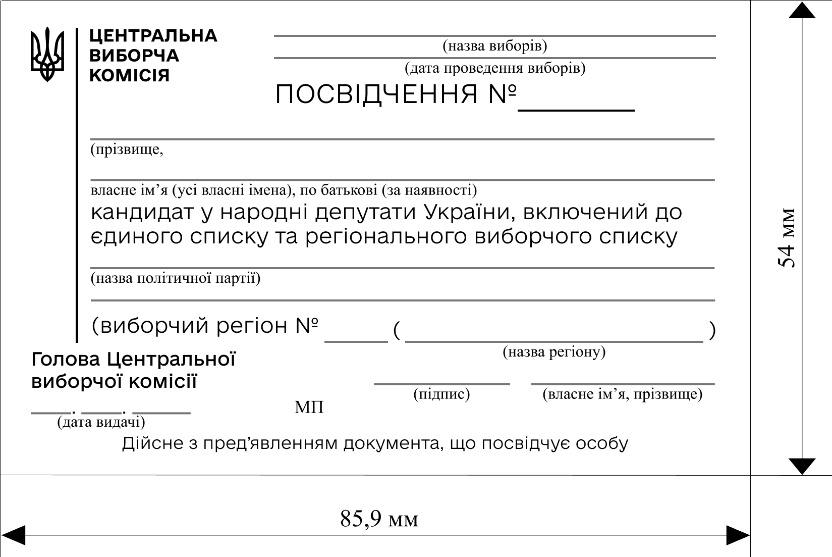 ЦЕНТРАЛЬНА
ВИБОРЧА
КОМІСІЯ
(назва виборів)
(дата проведення виборів)
ПОСВІДЧЕННЯ №
(прізвище,
власне ім’я (усі власні імена), по батькові (за наявності)
кандидат у народні депутати України, включений до
єдиного списку та регіонального виборчого списку
(назва політичної партії)
(виборчий регіон № ( )
(назва регіону)
Голова Центральної
виборчої комісії
(підпис) (власне ім’я, прізвище)
МП
(дата видачі)
Дійсне з пред’явленням документа, що посвідчує особу
54 мм
85,9 мм